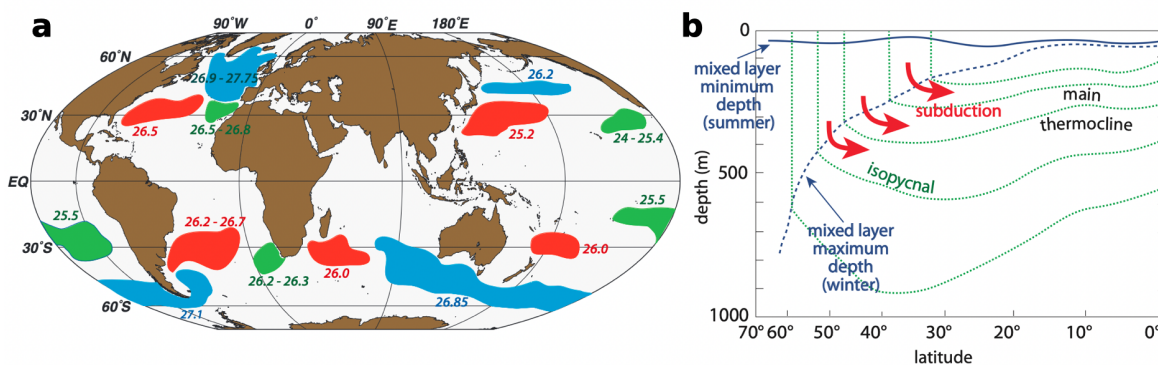 a
90°W
0°
90°E
180°E
60°N
26.9 - 27.75
26.2
30°N
26.5
26.5 - 26.8
25.2
24 - 25.4
EQ
25.5
26.2 - 26.7
25.5
30°S
26.2 - 26.3
26.0
26.0
26.85
60°S
27.1
b
0
500
1000
depth (m)
mixed layer
minimum
depth
(summer)
subduction
main
thermocline
isopycnal
mixed layer
maximum
depth
(winter)
70°
60°
50°
40°
30°
20°
10°
0°
latitude